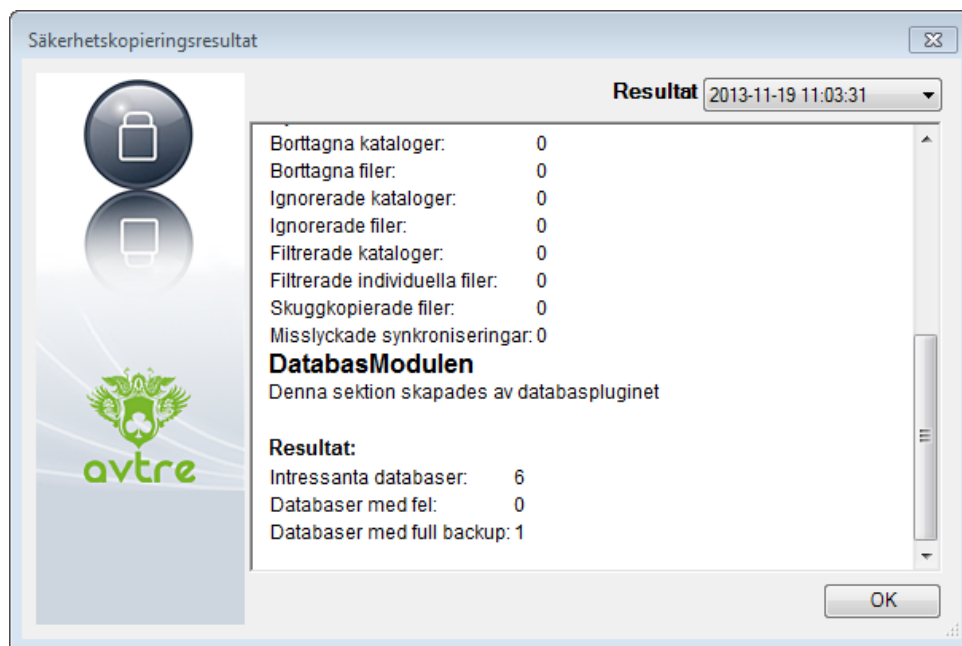 Säkerhetskopieringsresultat
Resultat 2013-11-19 11:03:31
Borttagna kataloger: 0
Borttagna filer: 0
Ignorerade kataloger: 0
Ignorerade filer: 0
Filtrerade kataloger: 0
Filtrerade individuella filer: 0
Skuggkopierade filer: 0
Misslyckade synkroniseringar: 0
DatabasModulen
Denna sektion skapades av databaspluginet
Resultat:
Intressanta databaser: 6
Databaser med fel: 0
Databaser med full backup: 1
avtre
OK